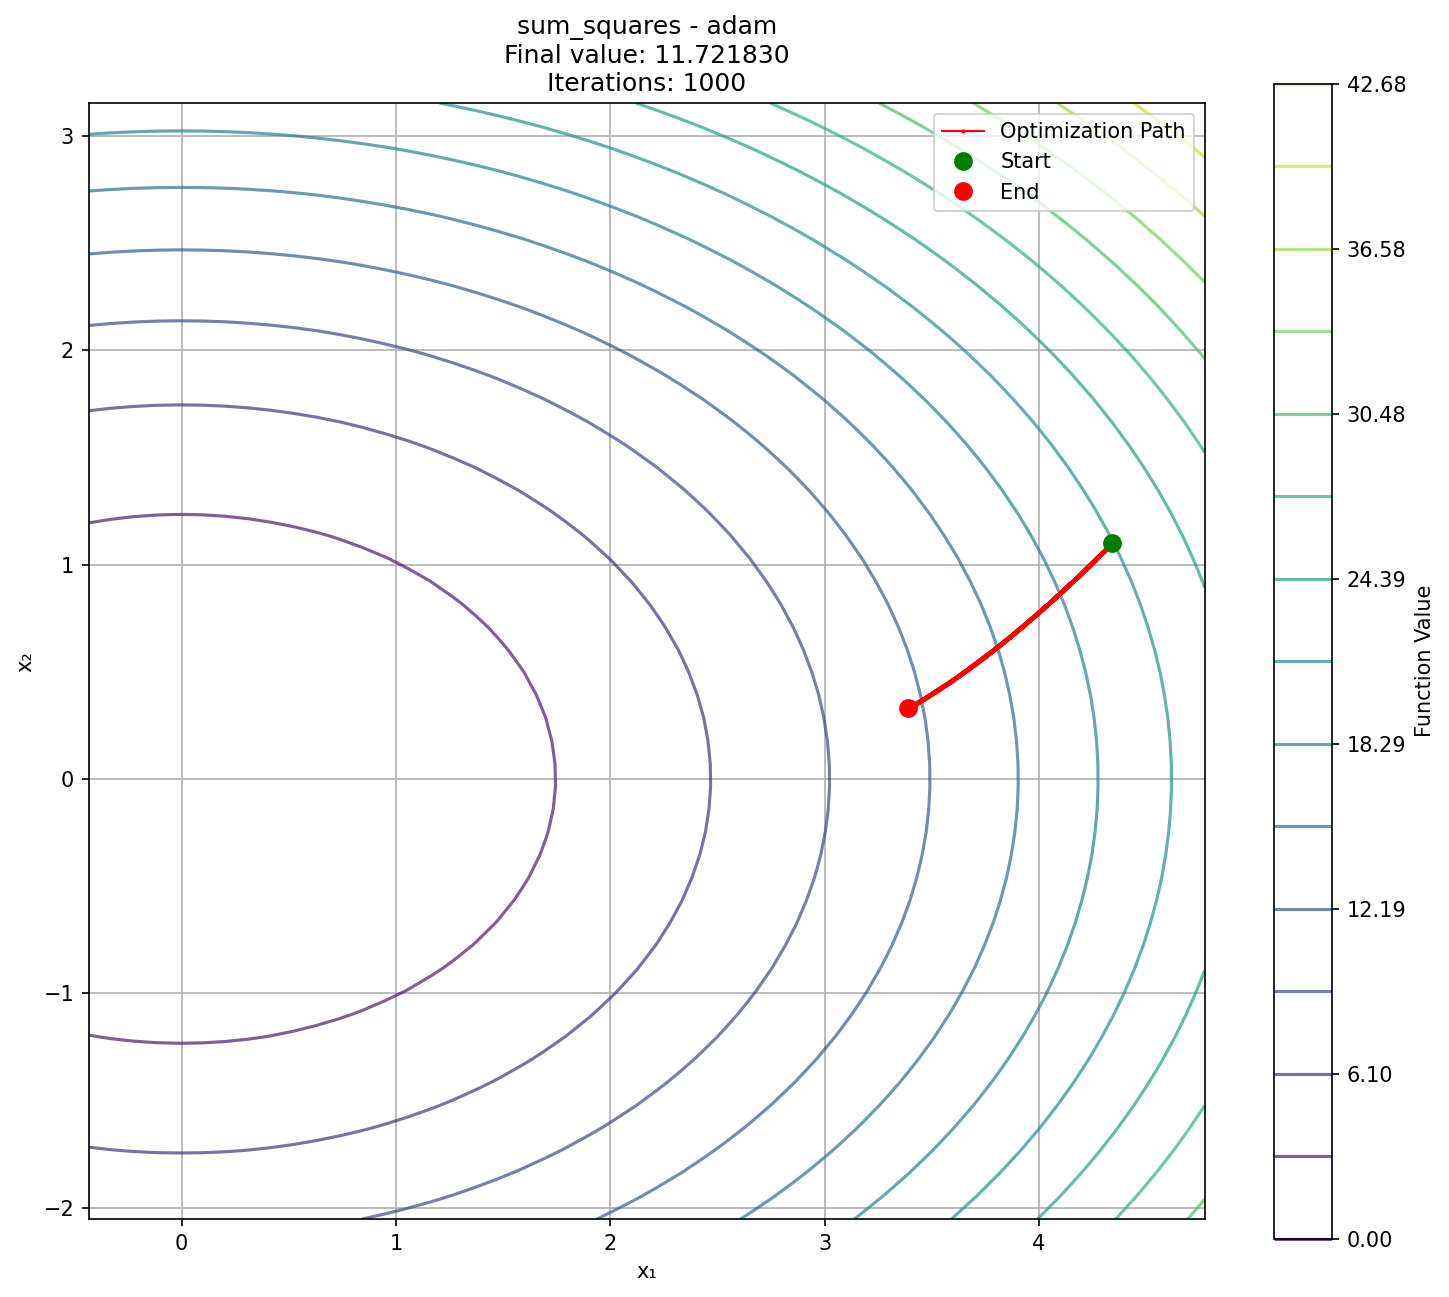 sum_squares - adam
Final value: 11.721830
Iterations: 1000
Optimization Path
Start
End
3
2
1
0
−1
−2
x₂
0
1
2
3
4
x₁
42.68
36.58
30.48
24.39
18.29
12.19
6.10
0.00
Function Value